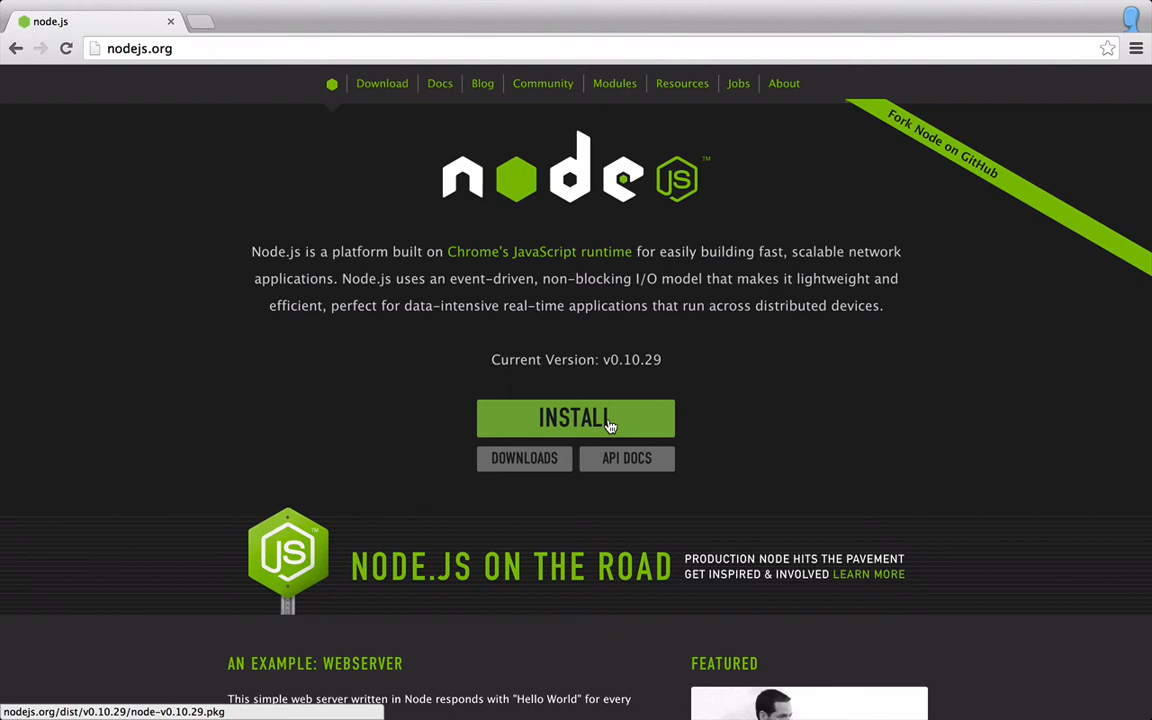 node.js
nodejs.org
Download Docs Blog Community Modules Resources Jobs About
Fork Node on GitHub
node JS ™
Node.js is a platform built on Chrome's JavaScript runtime for easily building fast, scalable network
applications. Node.js uses an event-driven, non-blocking I/O model that makes it lightweight and
efficient, perfect for data-intensive real-time applications that run across distributed devices.
Current Version: v0.10.29
INSTALL
DOWNLOADS API DOCS
JS ™
NODE.JS ON THE ROAD
PRODUCTION NODE HITS THE PAVEMENT
GET INSPIRED & INVOLVED LEARN MORE
AN EXAMPLE: WEBSERVER
FEATURED
This simple web server written in Node responds with "Hello World" for every
nodejs.org/dist/v0.10.29/node-v0.10.29.pkg